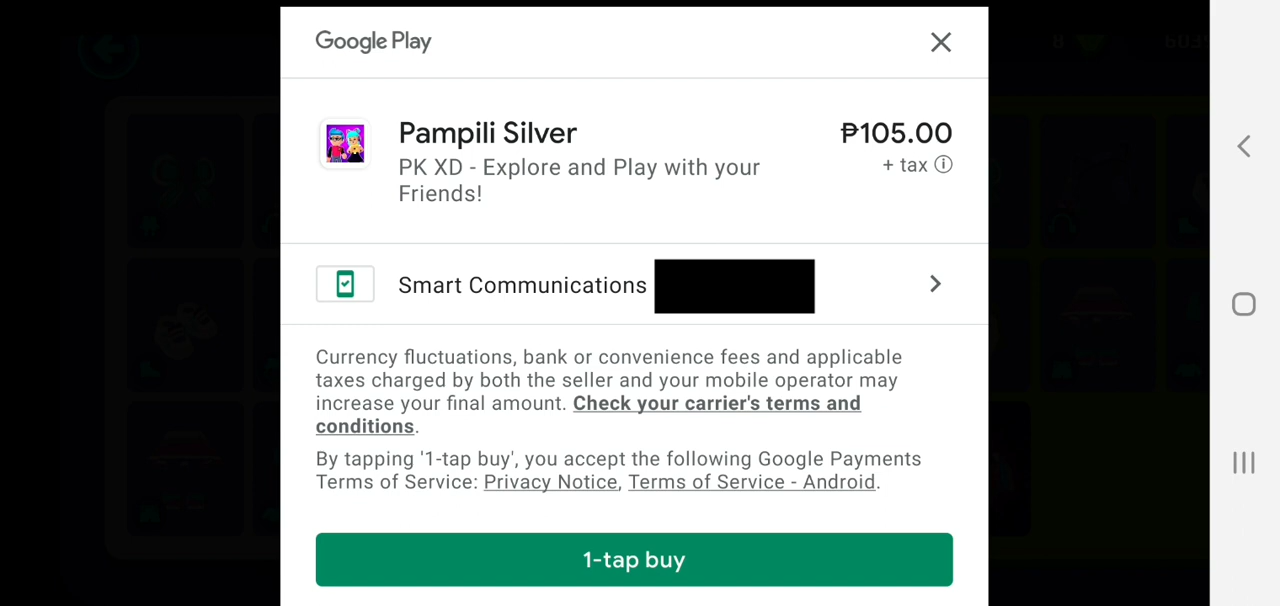 Google Play
Pampili Silver
₱105.00
PK XD - Explore and Play with your
Friends!
+ tax
Smart Communications
Currency fluctuations, bank or convenience fees and applicable
taxes charged by both the seller and your mobile operator may
increase your final amount. Check your carrier's terms and
conditions.
By tapping '1-tap buy', you accept the following Google Payments
Terms of Service: Privacy Notice, Terms of Service - Android.
1-tap buy